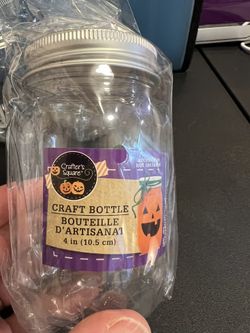 Crafter's
Square
CRAFT BOTTLE
BOUTEILLE
D'ARTISANAT
4 in (10.5 cm)